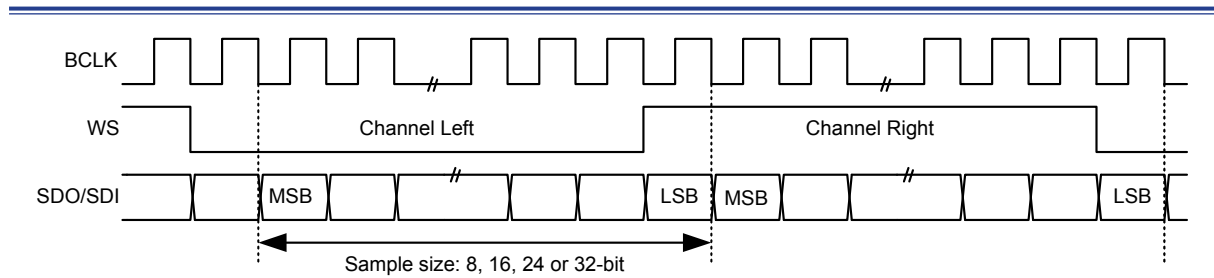 BCLK
WS
Channel Left
Channel Right
SDO/SDI
MSB
LSB
MSB
LSB
Sample size: 8, 16, 24 or 32-bit